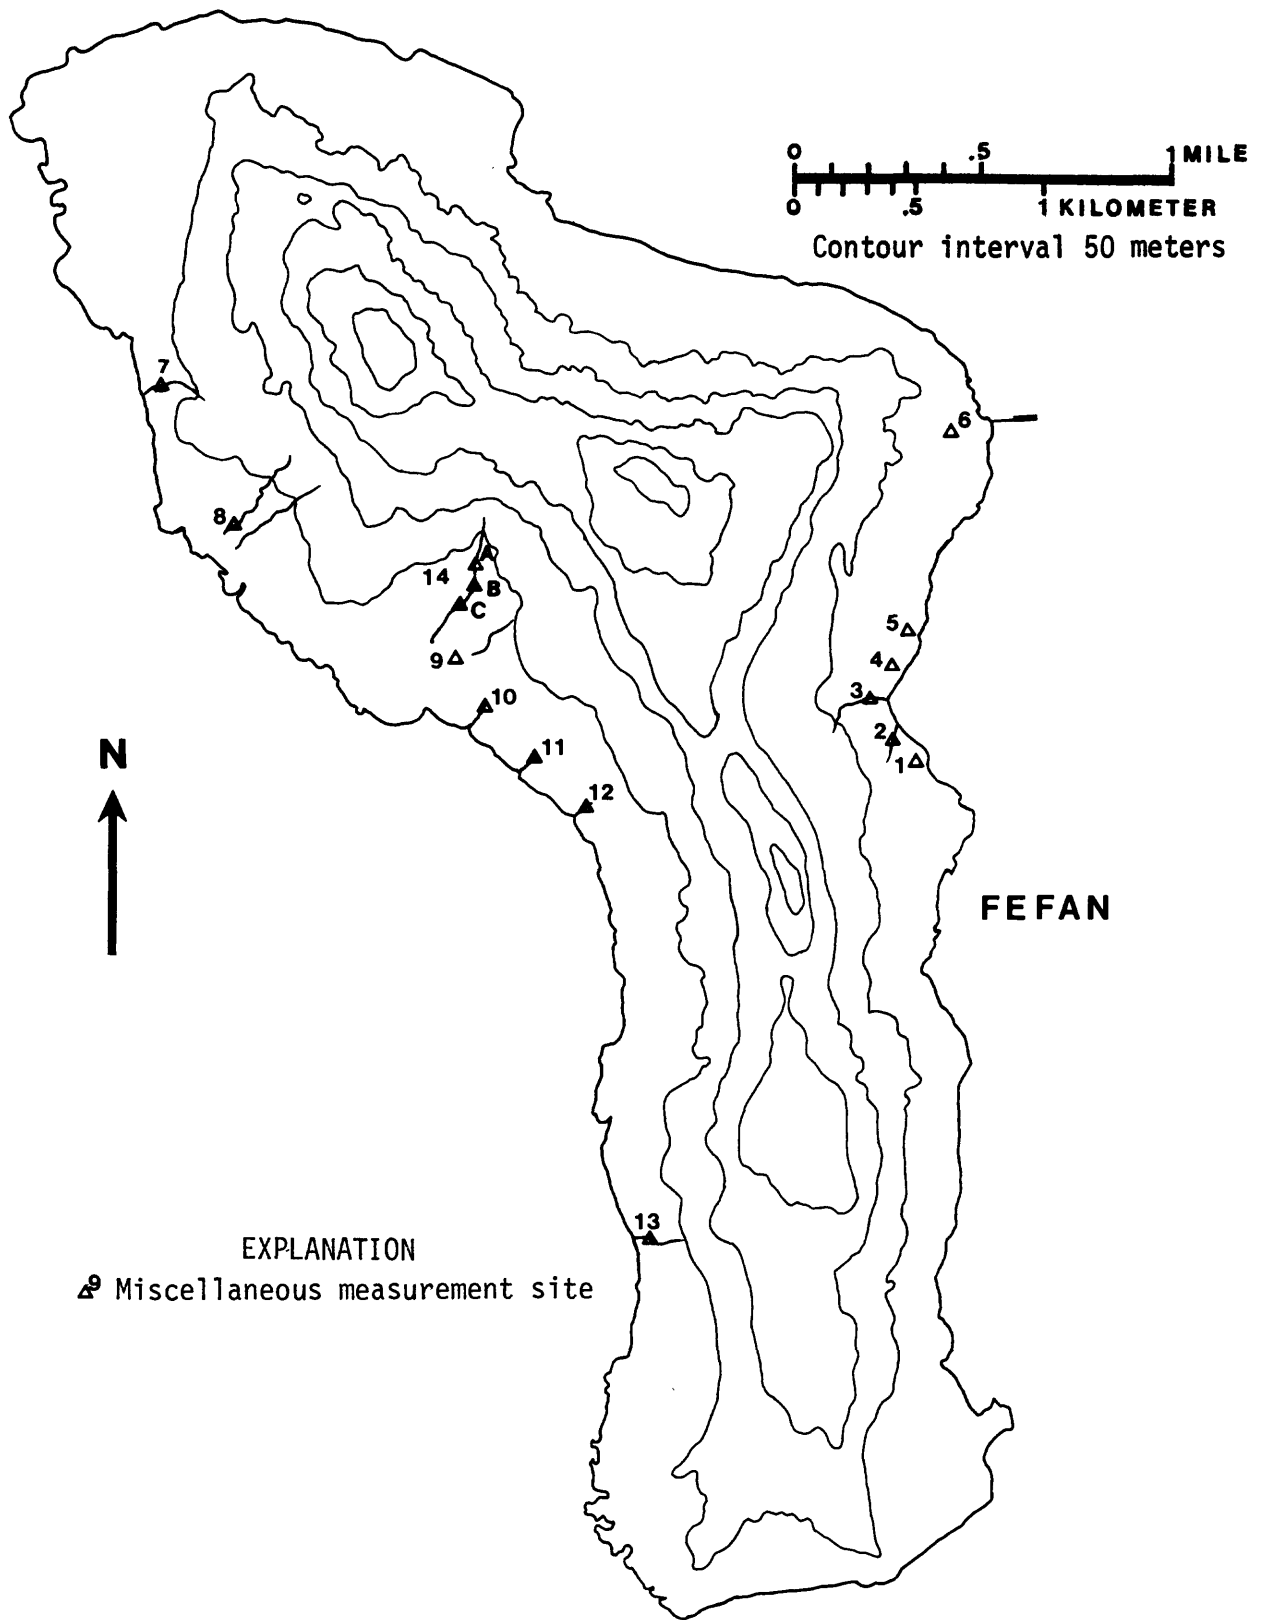 0 .5 1 MILE
0 .5 1 KILOMETER
Contour interval 50 meters
7
6
8
A
14
B
C
5
9
4
3
10
2
11
1
N
12
FEFAN
13
EXPLANATION
9 Miscellaneous measurement site